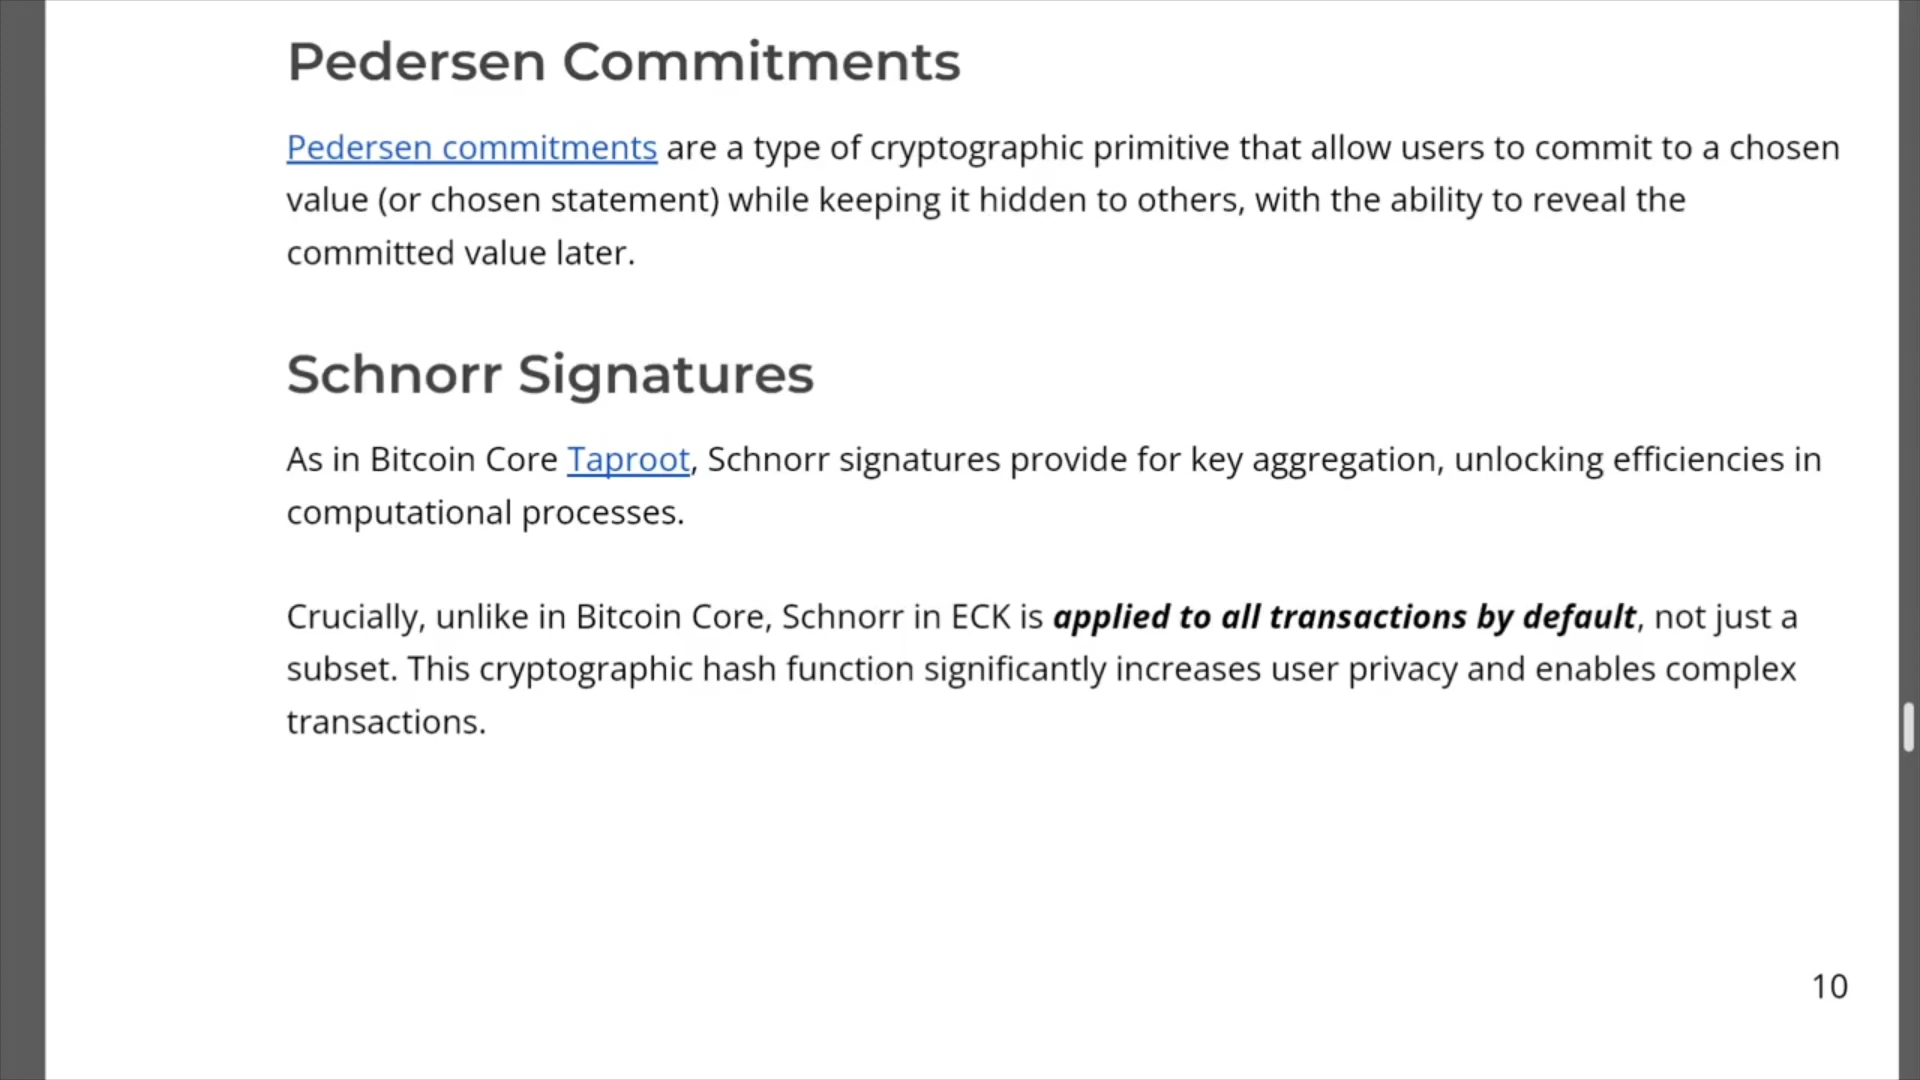 Pedersen Commitments
Pedersen commitments are a type of cryptographic primitive that allow users to commit to a chosen
value (or chosen statement) while keeping it hidden to others, with the ability to reveal the
committed value later.
Schnorr Signatures
As in Bitcoin Core Taproot, Schnorr signatures provide for key aggregation, unlocking efficiencies in
computational processes.
Crucially, unlike in Bitcoin Core, Schnorr in ECK is applied to all transactions by default, not just a
subset. This cryptographic hash function significantly increases user privacy and enables complex
transactions.
10